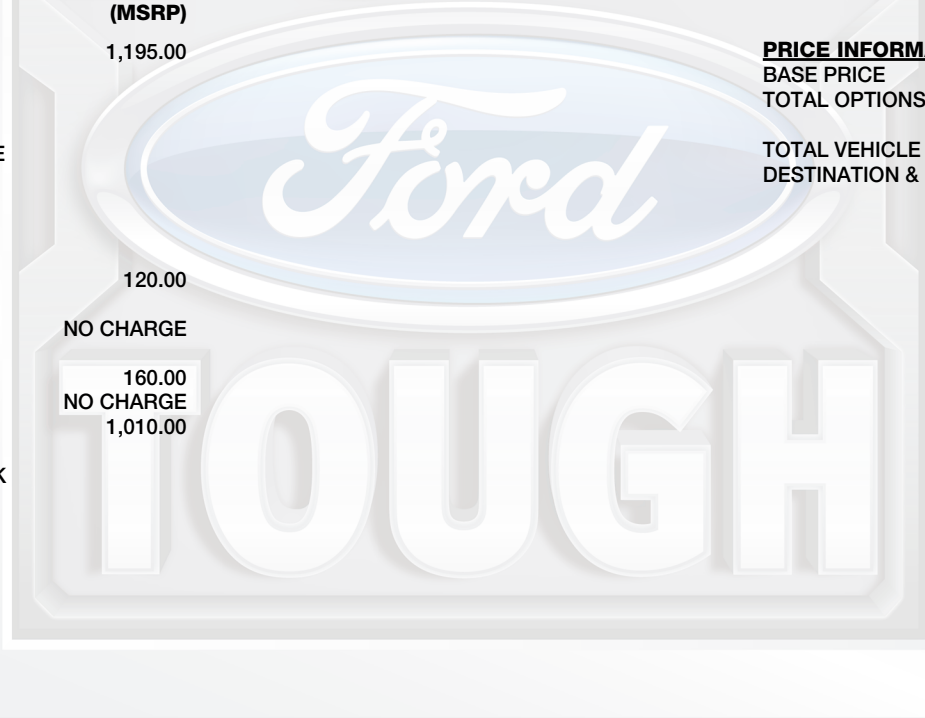 (MSRP)
1,195.00
120.00
NO CHARGE
160.00
NO CHARGE
1,010.00
E
K
PRICE INFORMA
BASE PRICE
TOTAL OPTIONS
TOTAL VEHICLE
DESTINATION &
Ford
TOUGH